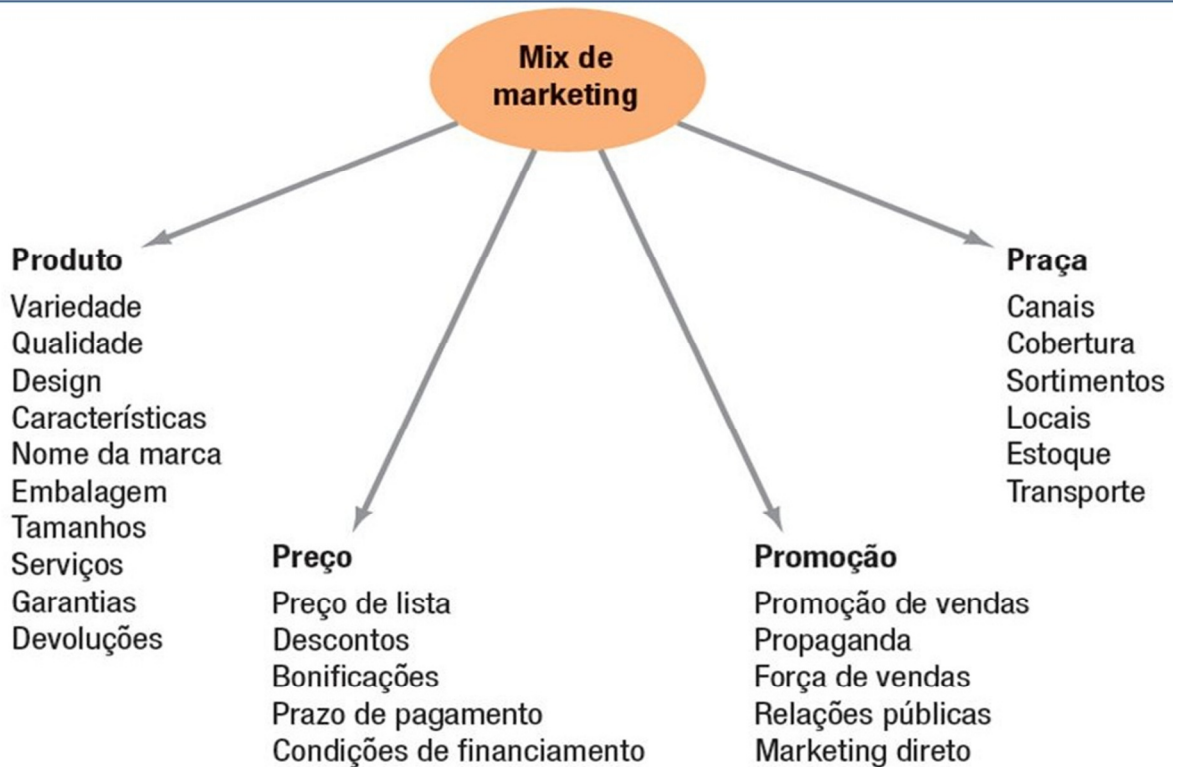 Mix de
marketing
Produto
Variedade
Qualidade
Design
Características
Nome da marca
Embalagem
Tamanhos
Serviços
Garantias
Devoluções
Preço
Preço de lista
Descontos
Bonificações
Prazo de pagamento
Condições de financiamento
Promoção
Promoção de vendas
Propaganda
Força de vendas
Relações públicas
Marketing direto
Praça
Canais
Cobertura
Sortimentos
Locais
Estoque
Transporte